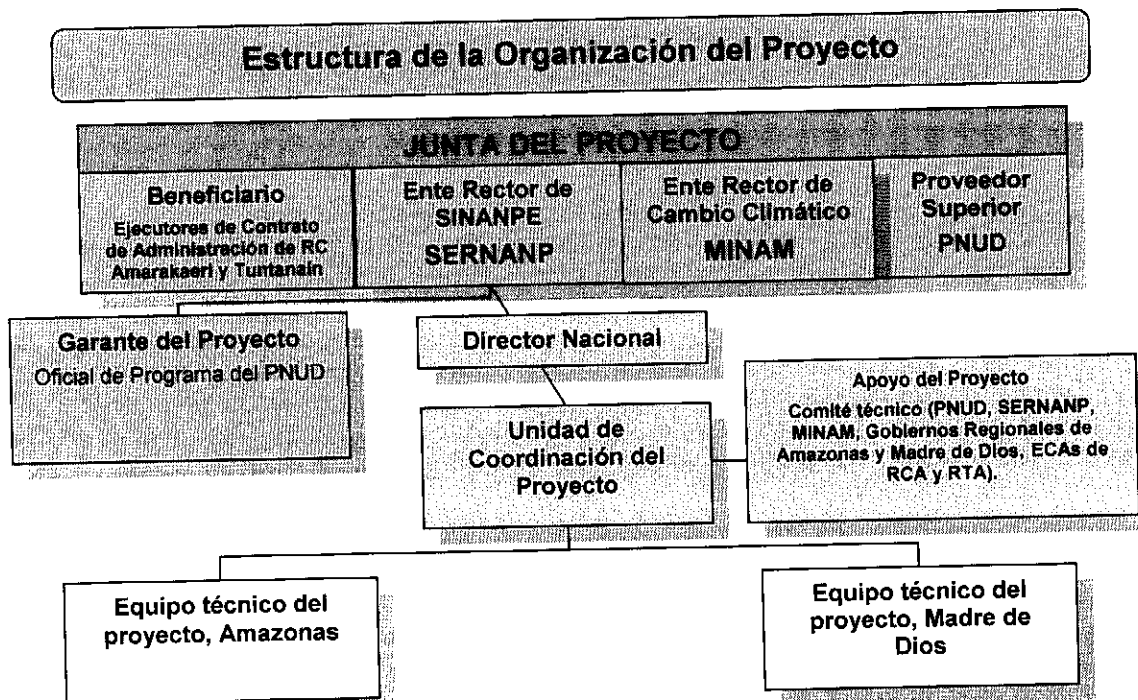 Estructura de la Organización del Proyecto
JUNTA DEL PROYECTO
Beneficiario
Ejecutores de Contrato
de Administración de RC
Amarakaeri y Tuntanain
Ente Rector de
SINANPE
SERNANP
Ente Rector de
Cambio Climático
MINAM
Proveedor
Superior
PNUD
Garante del Proyecto
Oficial de Programa del PNUD
Director Nacional
Unidad de
Coordinación del
Proyecto
Apoyo del Proyecto
Comité técnico (PNUD, SERNANP,
MINAM, Gobiernos Regionales de
Amazonas y Madre de Dios, ECAs de
RCA y RTA).
Equipo técnico del
proyecto, Amazonas
Equipo técnico del
proyecto, Madre de
Dios